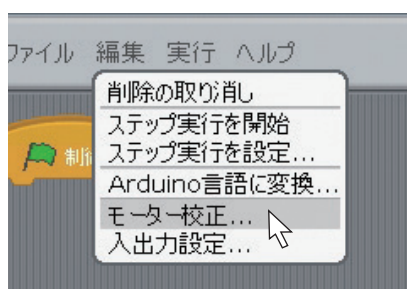 ファイル 編集 実行 ヘルプ
削除の取り消し
ステップ実行を開始
ステップ実行を設定...
Arduino言語に変換...
モーター校正...
入出力設定...